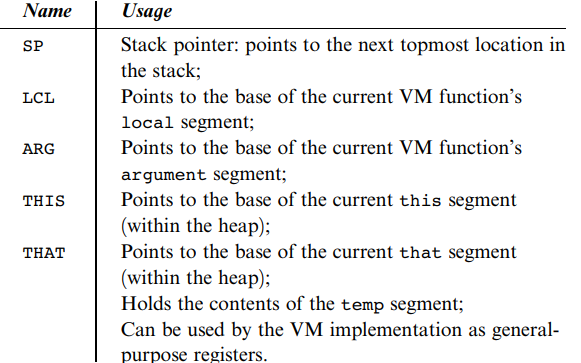 Name Usage
SP Stack pointer: points to the next topmost location in
the stack;
LCL Points to the base of the current VM function's
local segment;
ARG Points to the base of the current VM function's
argument segment;
THIS Points to the base of the current this segment
(within the heap);
THAT Points to the base of the current that segment
(within the heap);
Holds the contents of the temp segment;
Can be used by the VM implementation as general-
purpose registers.